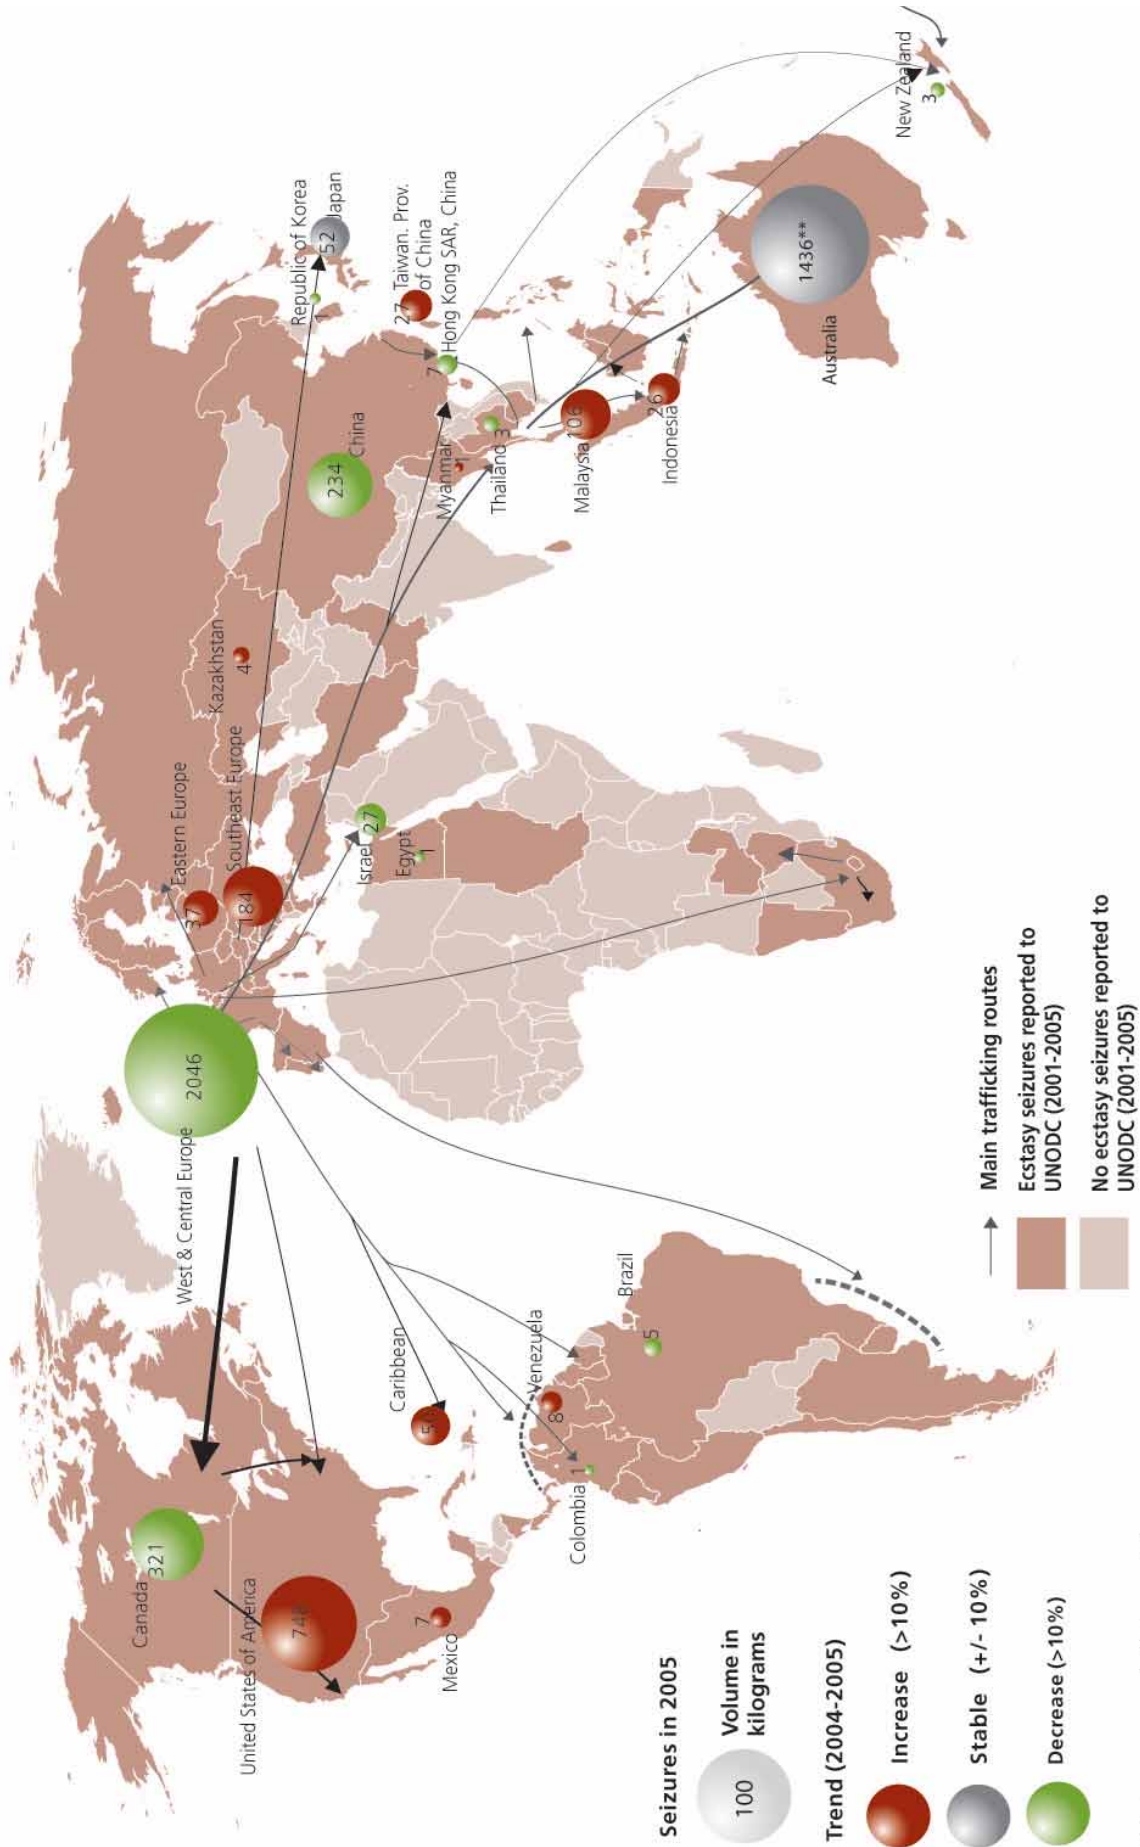 Canada
321
United States of America
748
Mexico
7
West & Central Europe
2046
Caribbean
Venezuela
8
Colombia
1
Brazil
5
Eastern Europe
37
Southeast Europe
184
Kazakhstan
4
Israel
27
Egypt
1
China
234
Republic of Korea
1
Japan
52
27 Taiwan. Prov.
of China
7 Hong Kong SAR, China
Myanmar
1
Thailand
3
Malaysia
106
Indonesia
26
Australia
1436**
New Zealand
3
Seizures in 2005
100
Volume in
kilograms
Trend (2004-2005)
Increase (>10%)
Stable (+/- 10%)
Decrease (>10%)
Main trafficking routes
Ecstasy seizures reported to
UNODC (2001-2005)
No ecstasy seizures reported to
UNODC (2001-2005)